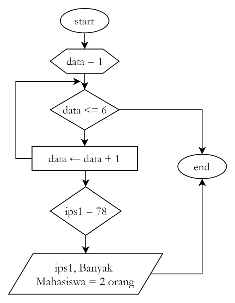 start
data = 1
data <= 6
data ← data + 1
end
ips1 = 78
ips1, Banyak
Mahasiswa = 2 orang